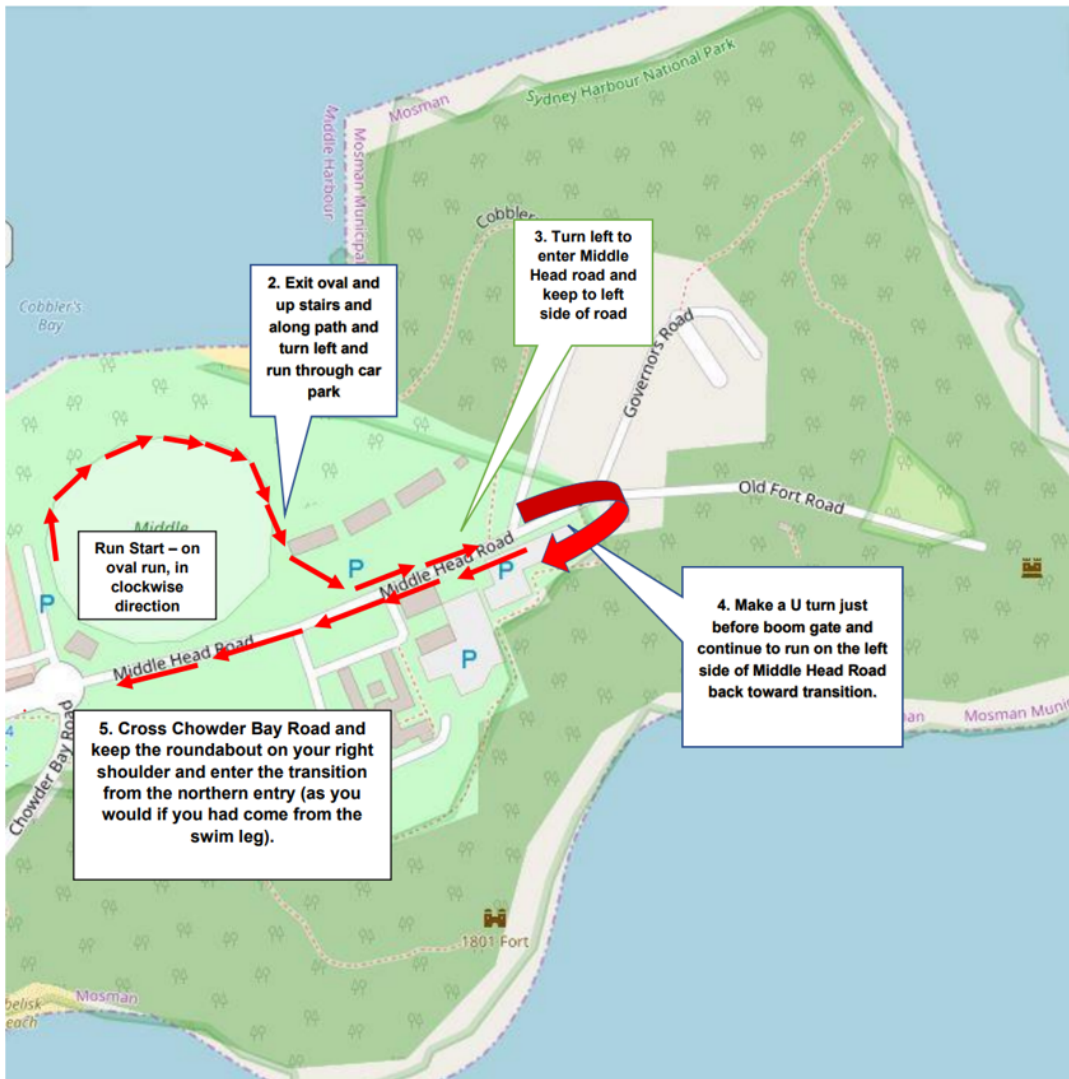 Mosman
Middle Harbour
Mosman Municipal
Sydney Harbour National Park
Cobbler
Cobbler's
Bay
2. Exit oval and
up stairs and
along path and
turn left and
run through car
park
3. Turn left to
enter Middle
Head road and
keep to left
side of road
Governors Road
Old Fort Road
Middle
Run Start – on
oval run, in
clockwise
direction
P
P
P
P
Middle Head Road
Middle Head Road
4. Make a U turn just
before boom gate and
continue to run on the left
side of Middle Head Road
back toward transition.
5. Cross Chowder Bay Road and
keep the roundabout on your right
shoulder and enter the transition
from the northern entry (as you
would if you had come from the
swim leg).
Chowder Bay Road
4
Mosman Muni
1801 Fort
Mosman
belisk
each